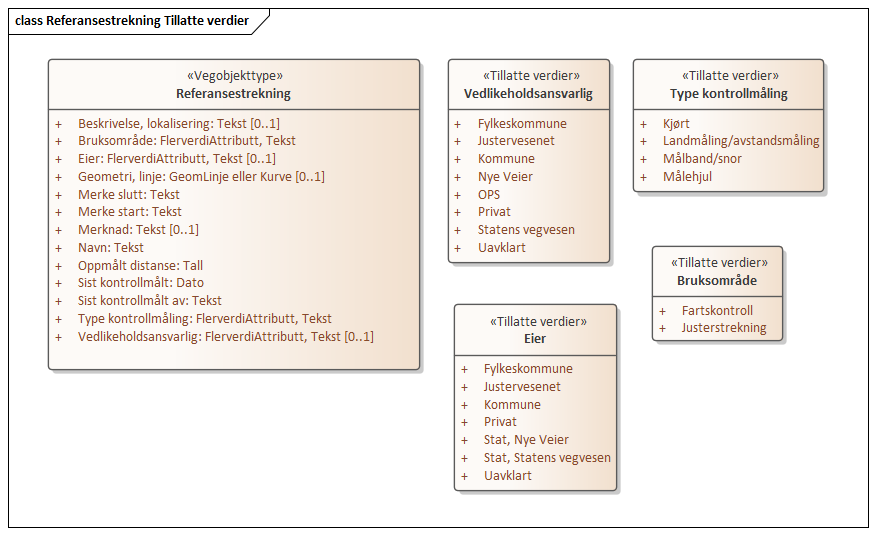 class Referansestrekning Tillatte verdier
«Vegobjekttype»
Referansestrekning
+ Beskrivelse, lokalisering: Tekst [0..1]
+ Bruksområde: FlerverdiAttributt, Tekst
+ Eier: FlerverdiAttributt, Tekst [0..1]
+ Geometri, linje: GeomLinje eller Kurve [0..1]
+ Merke slutt: Tekst
+ Merke start: Tekst
+ Merknad: Tekst [0..1]
+ Navn: Tekst
+ Oppmålt distanse: Tall
+ Sist kontrollmålt: Dato
+ Sist kontrollmålt av: Tekst
+ Type kontrollmåling: FlerverdiAttributt, Tekst
+ Vedlikeholdsansvarlig: FlerverdiAttributt, Tekst [0..1]
«Tillatte verdier»
Vedlikeholdsansvarlig
+ Fylkeskommune
+ Justervesenet
+ Kommune
+ Nye Veier
+ OPS
+ Privat
+ Statens vegvesen
+ Uavklart
«Tillatte verdier»
Type kontrollmåling
+ Kjørt
+ Landmåling/avstandsmåling
+ Målband/snor
+ Målehjul
«Tillatte verdier»
Bruksområde
+ Fartskontroll
+ Justerstrekning
«Tillatte verdier»
Eier
+ Fylkeskommune
+ Justervesenet
+ Kommune
+ Privat
+ Stat, Nye Veier
+ Stat, Statens vegvesen
+ Uavklart